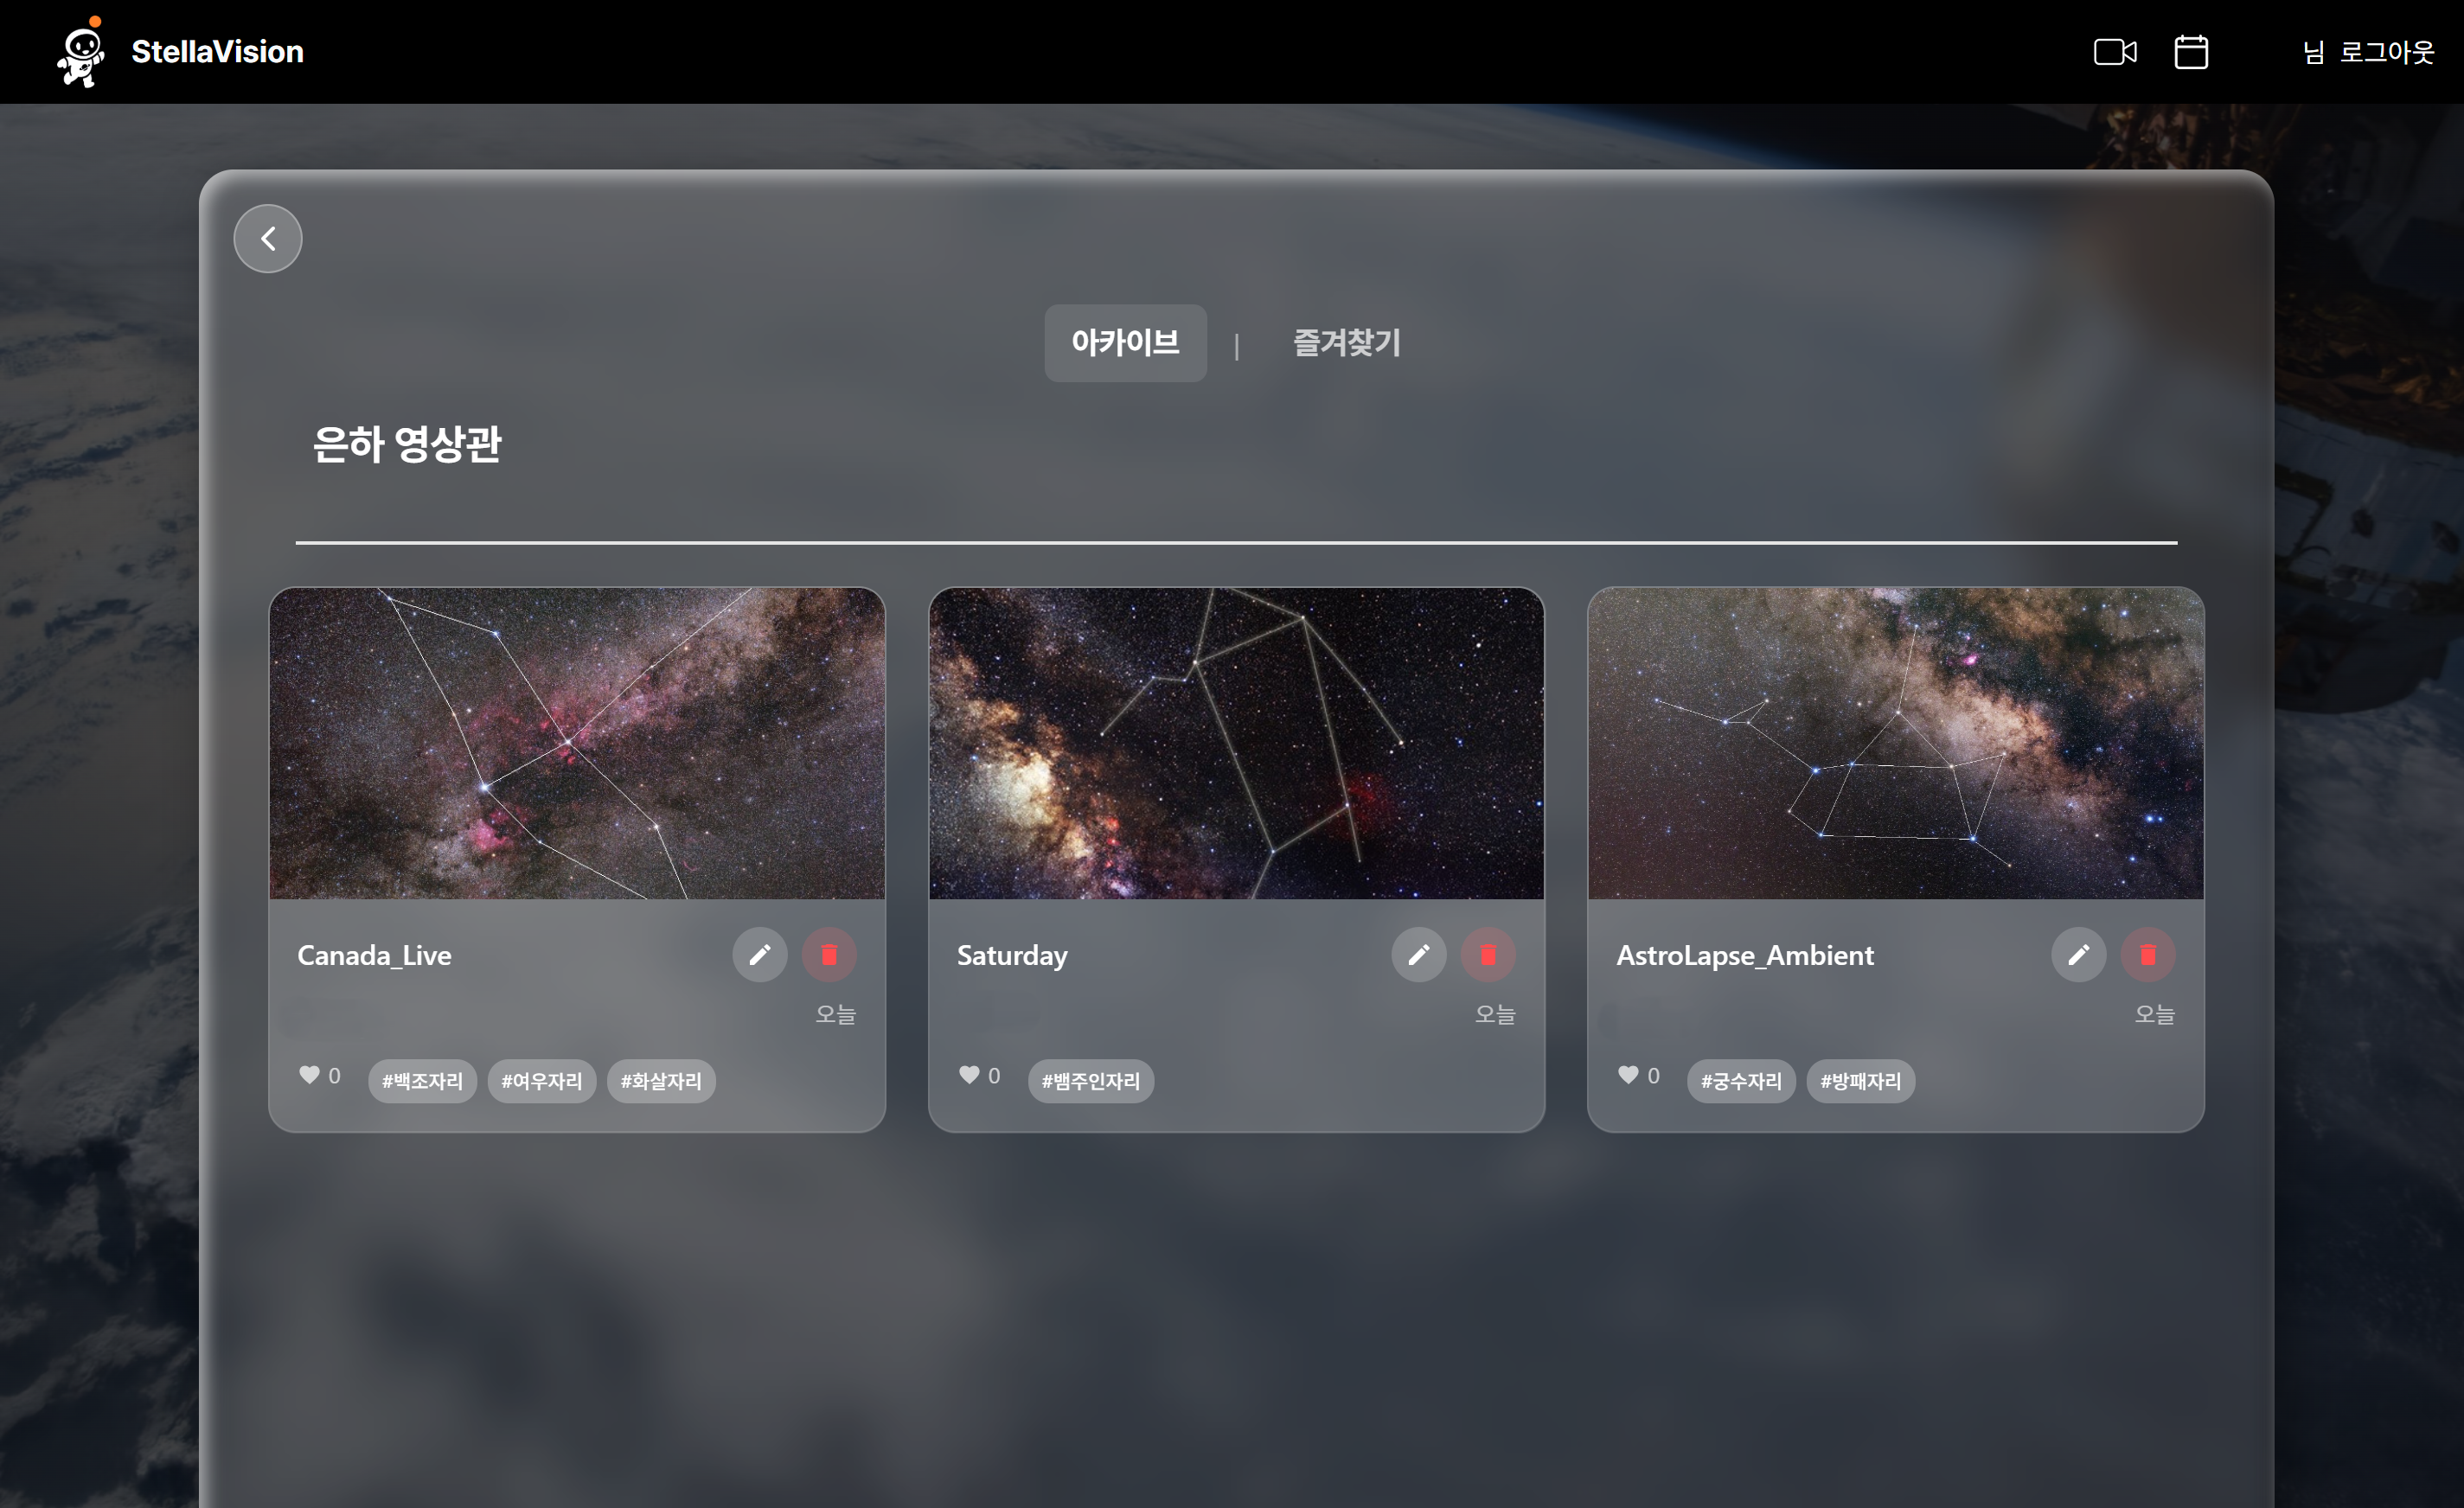 StellaVision
님 로그아웃
아카이브 | 즐겨찾기
은하 영상관
Canada_Live
오늘
0 #백조자리 #여우자리 #화살자리
Saturday
오늘
0 #뱀주인자리
AstroLapse_Ambient
오늘
0 #궁수자리 #방패자리